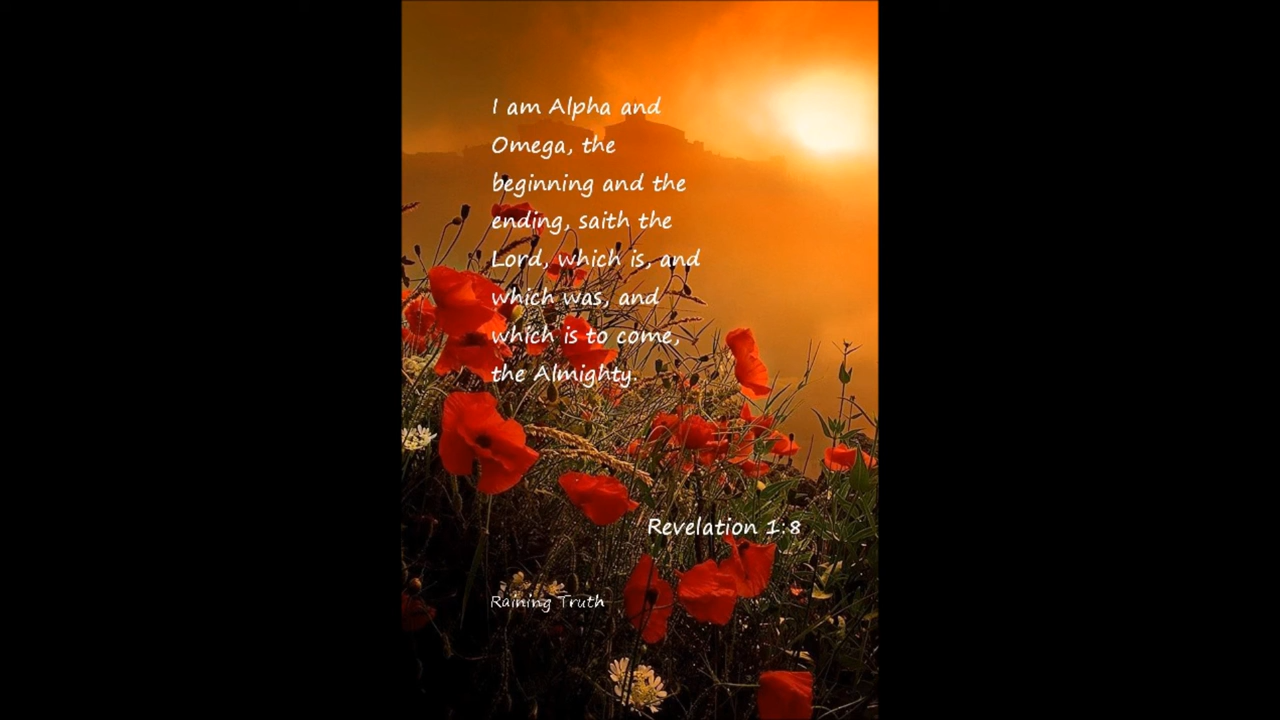 I am Alpha and
Omega, the
beginning and the
ending, saith the
Lord, which is, and
which was, and
which is to come,
the Almighty.
Revelation 1:8
Raining Truth